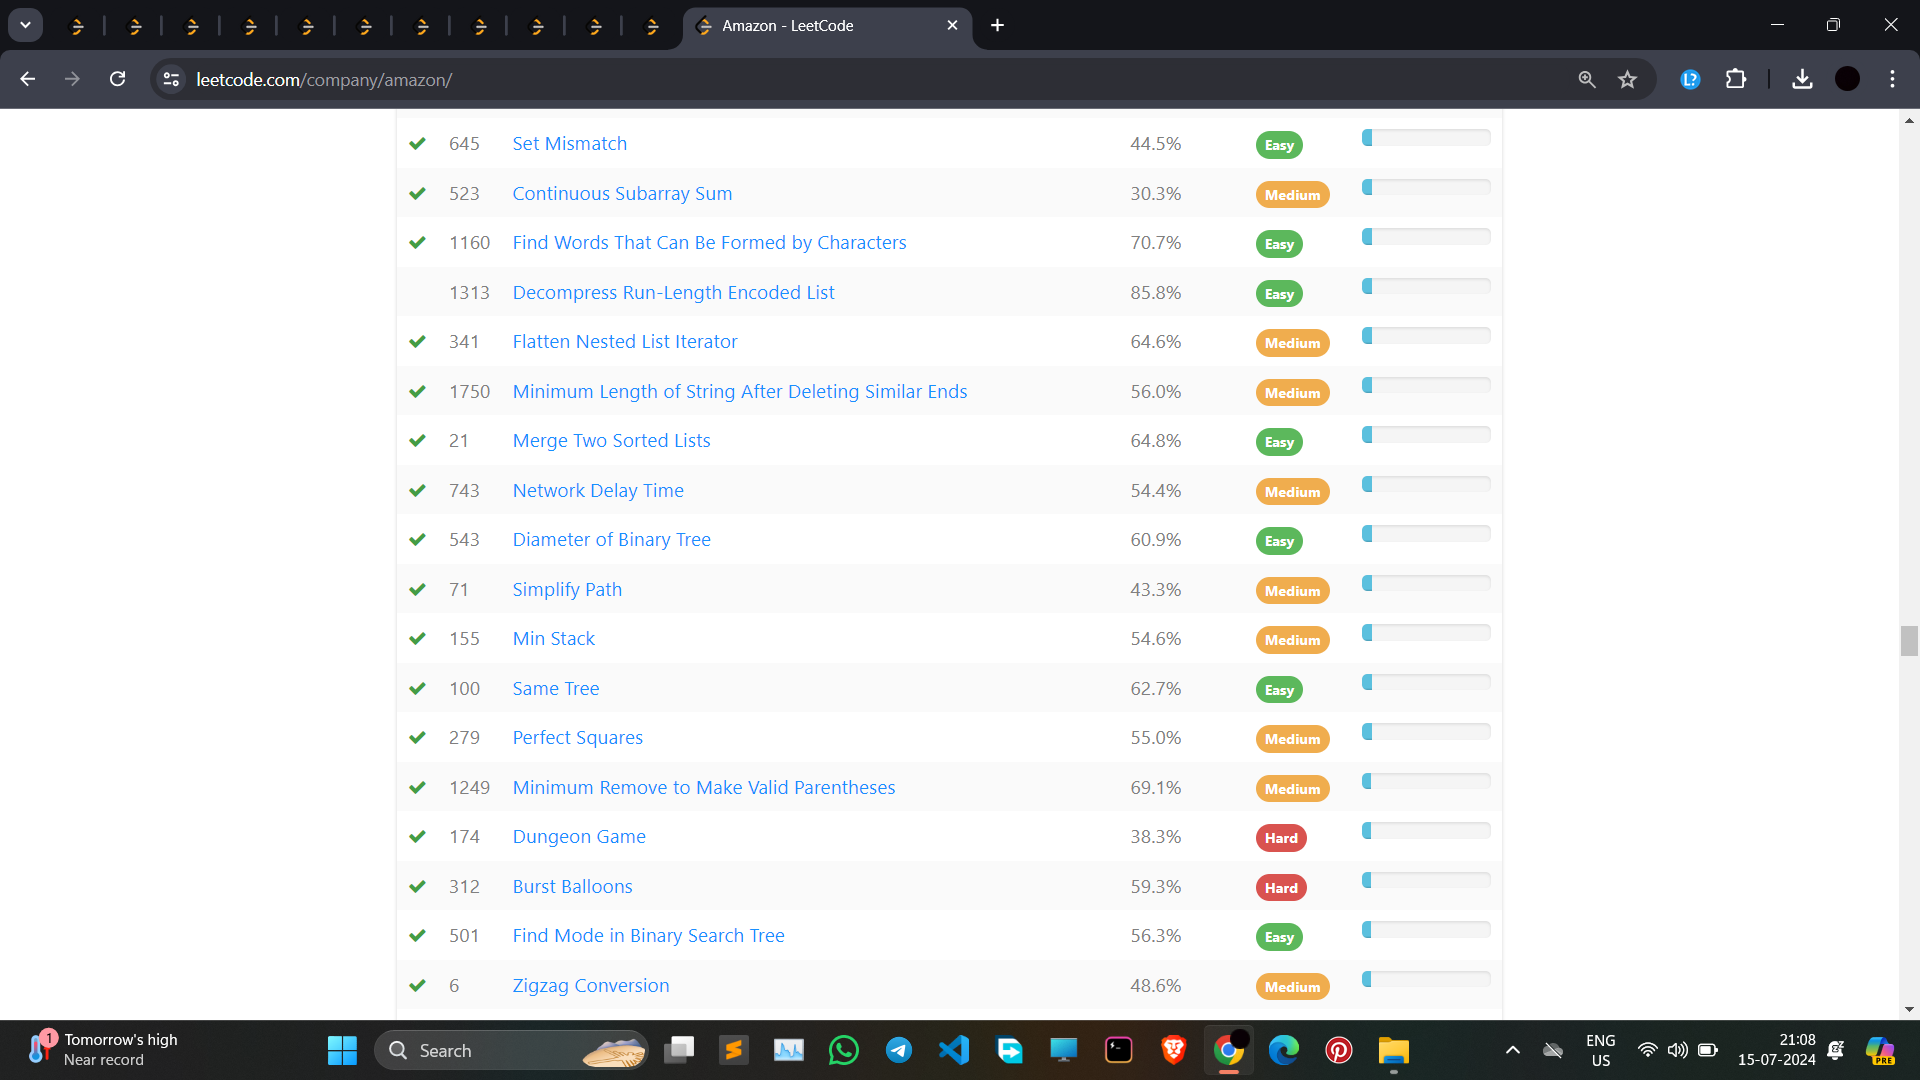 Amazon - LeetCode
leetcode.com/company/amazon/
645 Set Mismatch 44.5% Easy
523 Continuous Subarray Sum 30.3% Medium
1160 Find Words That Can Be Formed by Characters 70.7% Easy
1313 Decompress Run-Length Encoded List 85.8% Easy
341 Flatten Nested List Iterator 64.6% Medium
1750 Minimum Length of String After Deleting Similar Ends 56.0% Medium
21 Merge Two Sorted Lists 64.8% Easy
743 Network Delay Time 54.4% Medium
543 Diameter of Binary Tree 60.9% Easy
71 Simplify Path 43.3% Medium
155 Min Stack 54.6% Medium
100 Same Tree 62.7% Easy
279 Perfect Squares 55.0% Medium
1249 Minimum Remove to Make Valid Parentheses 69.1% Medium
174 Dungeon Game 38.3% Hard
312 Burst Balloons 59.3% Hard
501 Find Mode in Binary Search Tree 56.3% Easy
6 Zigzag Conversion 48.6% Medium
1
Tomorrow's high
Near record
Search
ENG
US
21:08
15-07-2024
PRE
L?